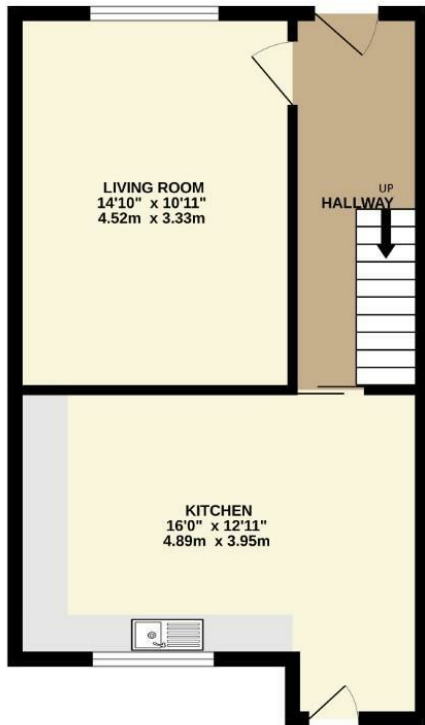 LIVING ROOM
14'10" x 10'11"
4.52m x 3.33m
UP
HALLWAY
KITCHEN
16'0" x 12'11"
4.89m x 3.95m